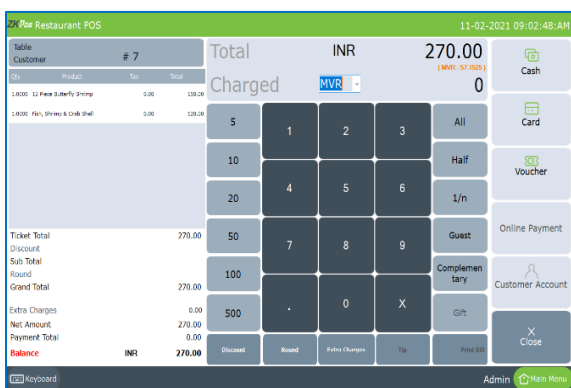 ZKPos Restaurant POS 11-02-2021 09:02:48:AM
Table
Customer # 7
Qty Product Tax Total
1.0000 12 Piece Butterfly Shrimp 0.00 150.00
1.0000 Fish, Shrimp & Crab Shell 0.00 120.00
Ticket Total 270.00
Discount
Sub Total
Round
Grand Total 270.00
Extra Charges 0.00
Net Amount 270.00
Payment Total 0.00
Balance INR 270.00
Total INR 270.00
( MVR : 57.1525 )
Charged MVR 0
5 1 2 3 All
10 Half
20 4 5 6 1/n
50 7 8 9 Guest
100 Complemen
tary
500 . 0 X Gift
Discount Round Extra Charges Tip Print Bill
Cash
Card
Voucher
Online Payment
Customer Account
X
Close
Keyboard Admin Main Menu